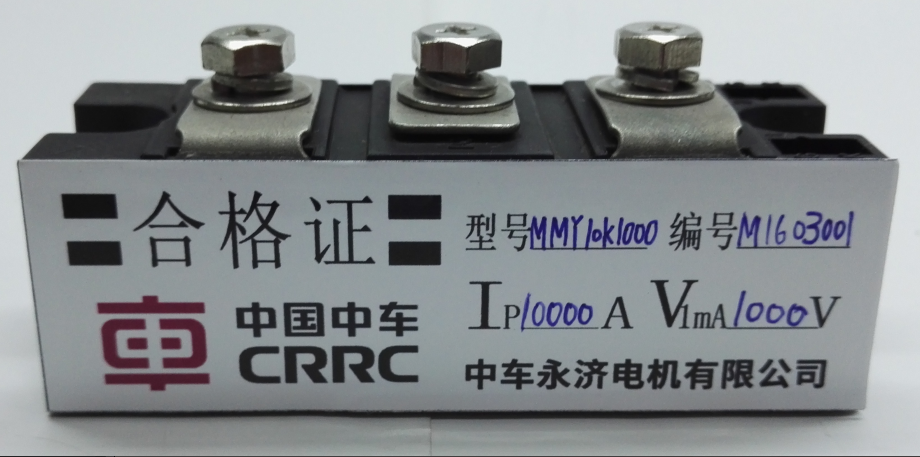 合格证
型号MMY10K1000 编号M1603001
中国中车
CRRC
IP10000A V1mA1000V
中车永济电机有限公司